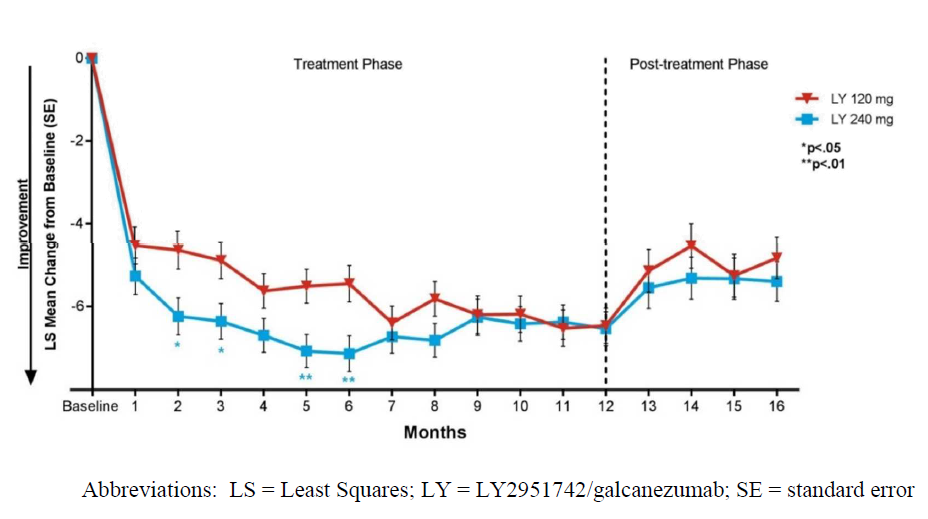 Treatment Phase
Post-treatment Phase
LY 120 mg
LY 240 mg
*p<.05
**p<.01
Improvement
LS Mean Change from Baseline (SE)
0
-2
-4
-6
*
*
**
**
Baseline 1 2 3 4 5 6 7 8 9 10 11 12 13 14 15 16
Months
Abbreviations: LS = Least Squares; LY = LY2951742/galcanezumab; SE = standard error